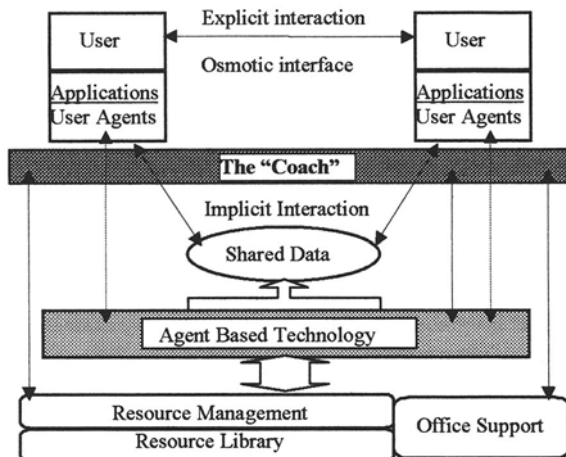 Explicit interaction
User
User
Osmotic interface
Applications
User Agents
Applications
User Agents
The “Coach”
Implicit Interaction
Shared Data
Agent Based Technology
Resource Management
Office Support
Resource Library